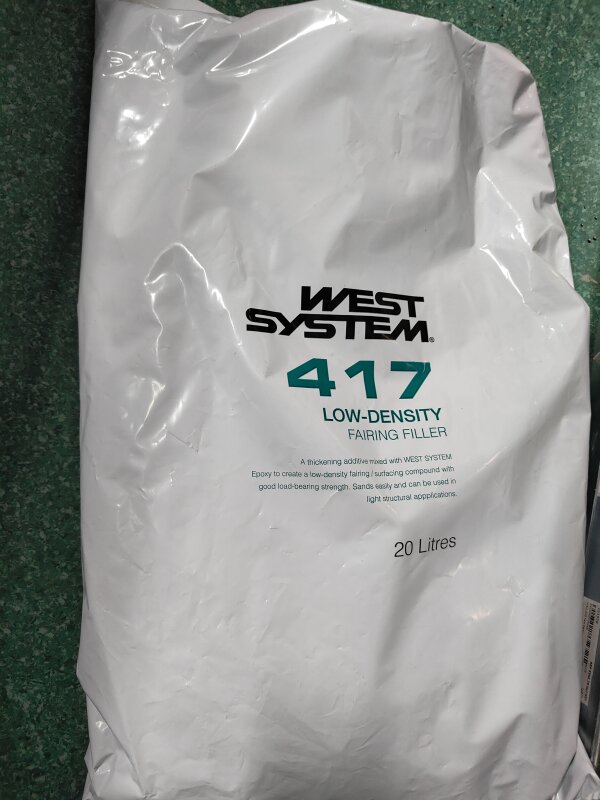 WEST
SYSTEM®
417
LOW-DENSITY
FAIRING FILLER
A thickening additive mixed with WEST SYSTEM
Epoxy to create a low-density fairing / surfacing compound with
good load-bearing strength. Sands easily and can be used in
light structural appplications.
20 Litres